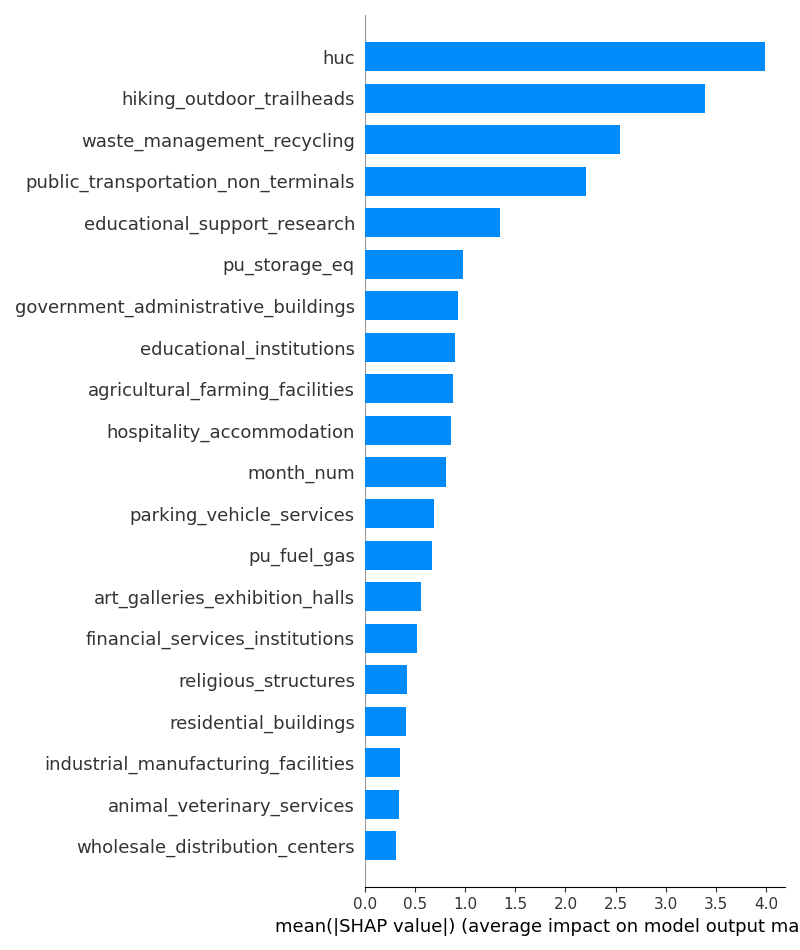 huc
hiking_outdoor_trailheads
waste_management_recycling
public_transportation_non_terminals
educational_support_research
pu_storage_eq
government_administrative_buildings
educational_institutions
agricultural_farming_facilities
hospitality_accommodation
month_num
parking_vehicle_services
pu_fuel_gas
art_galleries_exhibition_halls
financial_services_institutions
religious_structures
residential_buildings
industrial_manufacturing_facilities
animal_veterinary_services
wholesale_distribution_centers
0.0 0.5 1.0 1.5 2.0 2.5 3.0 3.5 4.0
mean(|SHAP value|) (average impact on model output ma